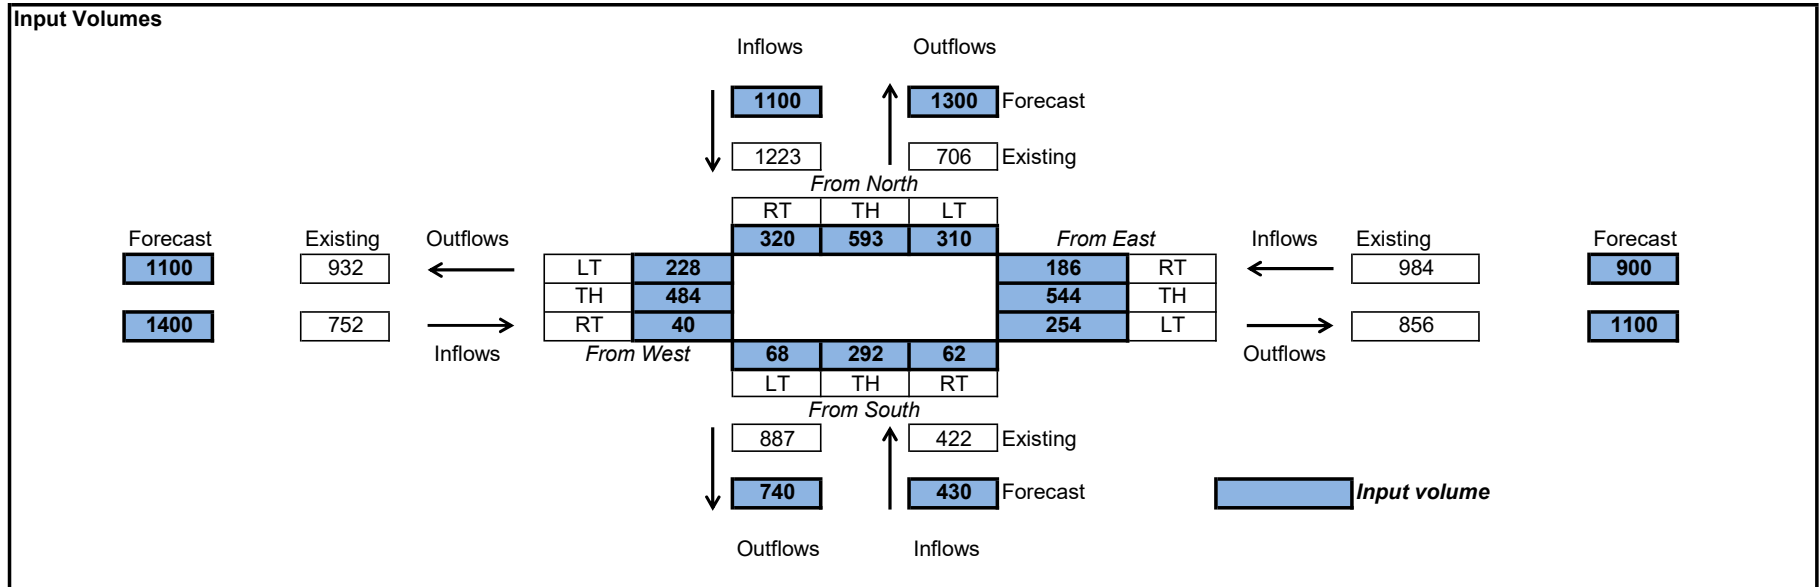 Input Volumes
Inflows Outflows
1100 1300 Forecast
1223 706 Existing
From North
RT TH LT
Forecast Existing Outflows 320 593 310 From East Inflows Existing Forecast
1100 932 LT 228 186 RT 984 900
TH 484 544 TH
1400 752 RT 40 254 LT 856 1100
Inflows From West 68 292 62 Outflows
LT TH RT
From South
887 422 Existing
740 430 Forecast Input volume
Outflows Inflows